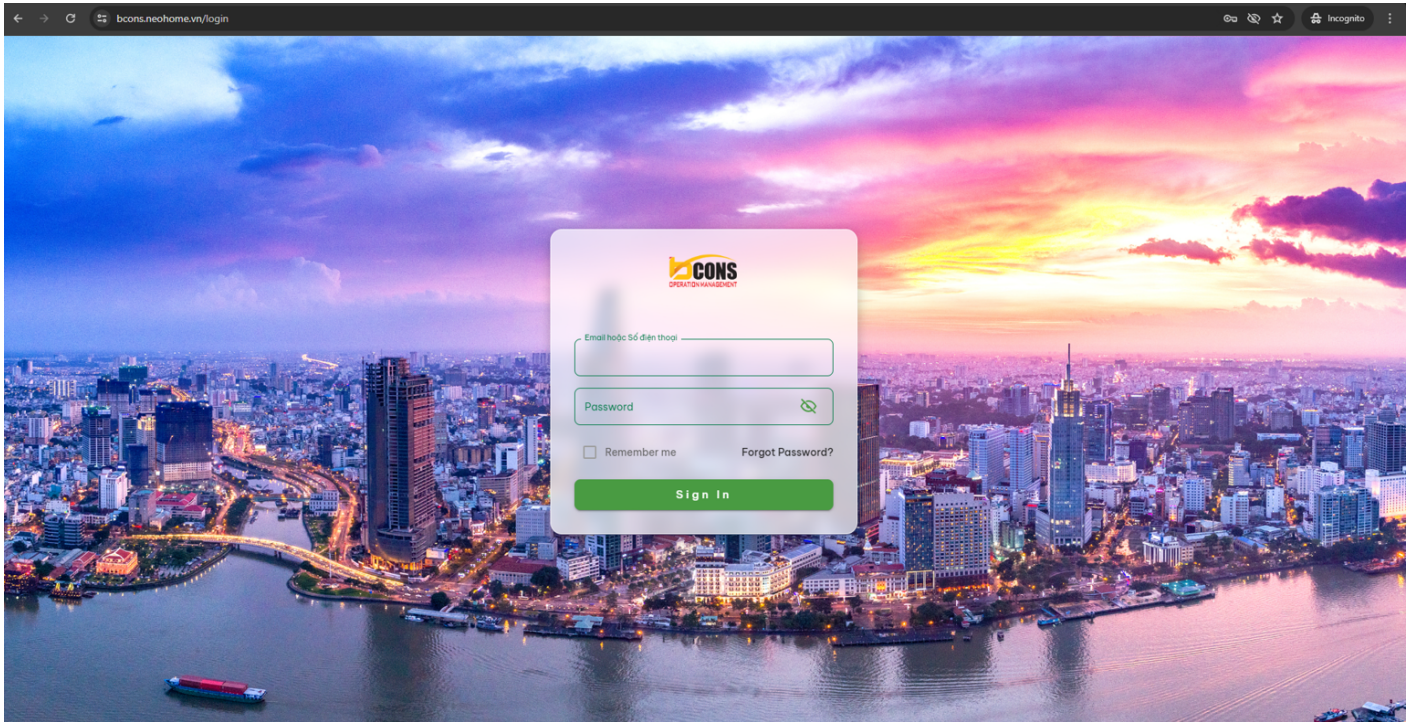 bcons.neohome.vn/login
Incognito
bCONS
OPERATION MANAGEMENT
Email hoặc Số điện thoại
Password
Remember me
Forgot Password?
Sign In